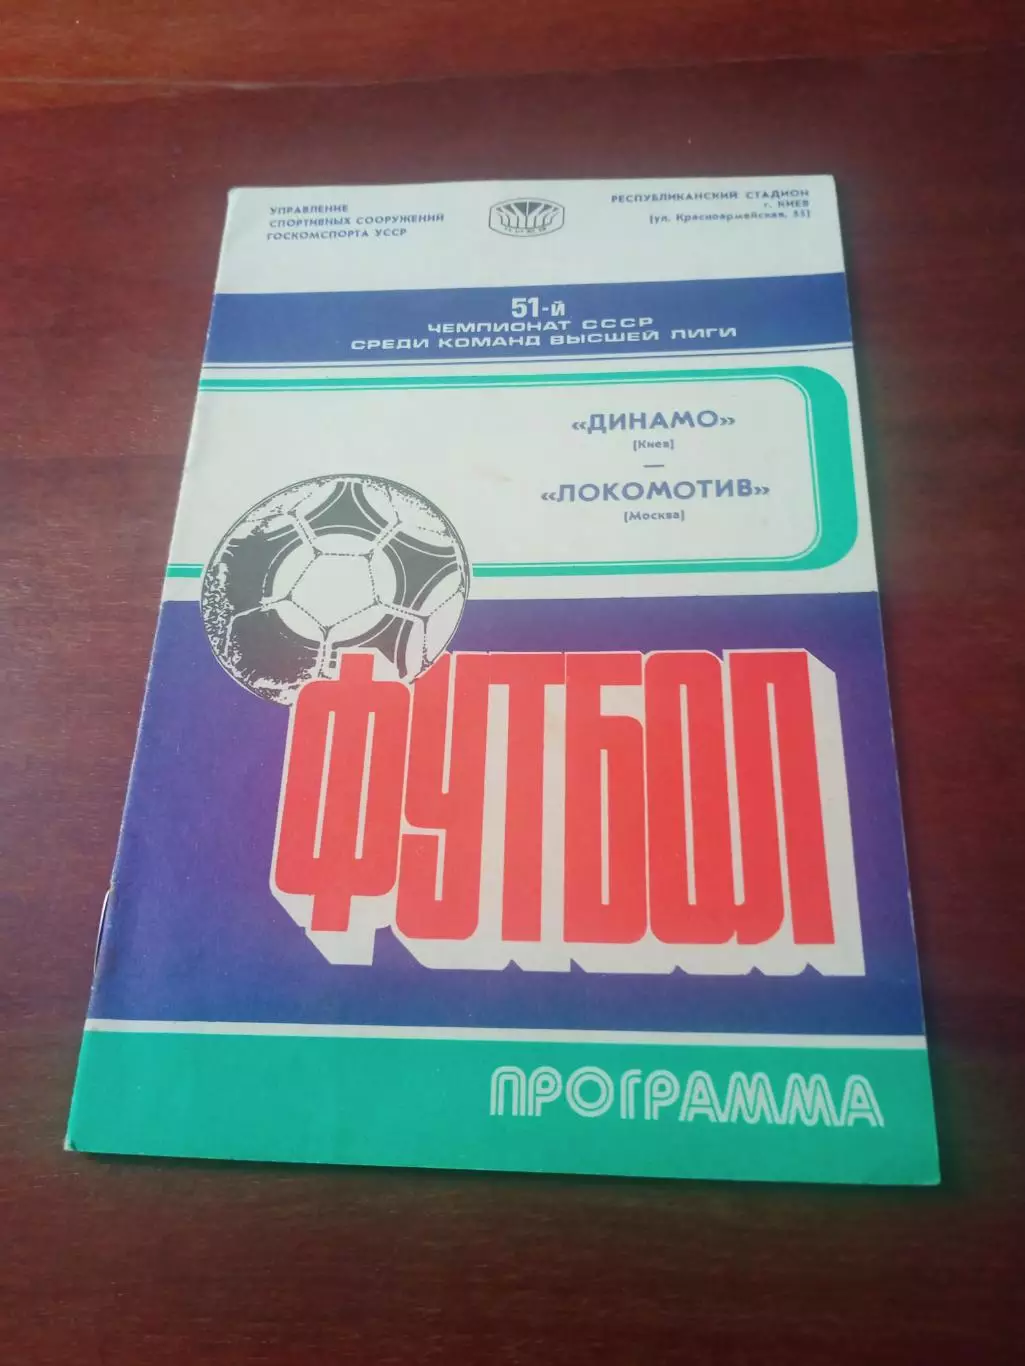 УПРАВЛЕНИЕ
СПОРТИВНЫХ СООРУЖЕНИЙ
ГОСКОМСПОРТА УССР
РЕСПУБЛИКАНСКИЙ СТАДИОН
г. КИЕВ
(ул. Красноармейская, 55)
51-й
ЧЕМПИОНАТ СССР
СРЕДИ КОМАНД ВЫСШЕЙ ЛИГИ
«ДИНАМО»
(Киев)
—
«ЛОКОМОТИВ»
(Москва)
ФУТБОЛ
ПРОГРАММА